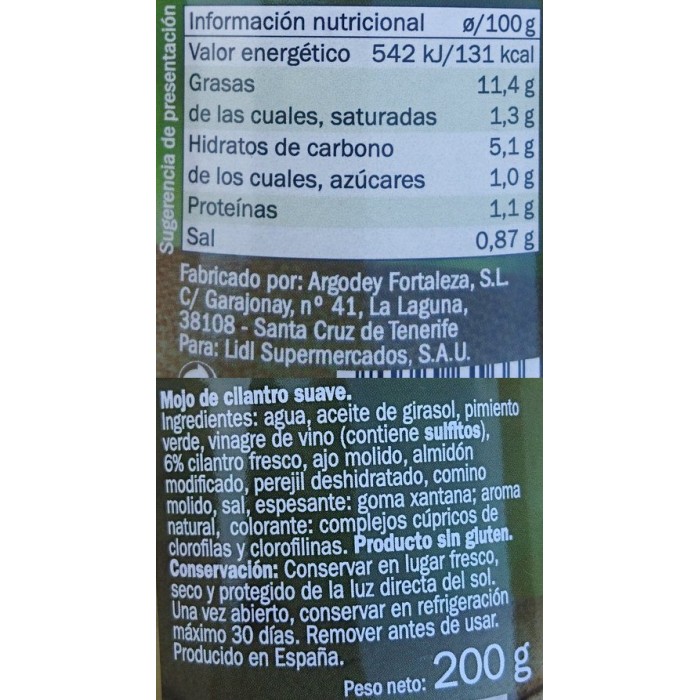 Sugerencia de presentación
Información nutricional ø/100g
Valor energético 542 kJ/131 kcal
Grasas 11,4 g
de las cuales, saturadas 1,3 g
Hidratos de carbono 5,1 g
de los cuales, azúcares 1,0 g
Proteínas 1,1 g
Sal 0,87 g
Fabricado por: Argodey Fortaleza, S.L.
C/ Garajonay, nº 41, La Laguna,
38108 - Santa Cruz de Tenerife
Para: Lidl Supermercados, S.A.U.
Mojo de cilantro suave.
Ingredientes: agua, aceite de girasol, pimiento
verde, vinagre de vino (contiene sulfitos),
6% cilantro fresco, ajo molido, almidón
modificado, perejil deshidratado, comino
molido, sal, espesante: goma xantana; aroma
natural, colorante: complejos cúpricos de
clorofilas y clorofilinas. Producto sin gluten.
Conservación: Conservar en lugar fresco,
seco y protegido de la luz directa del sol.
Una vez abierto, conservar en refrigeración
máximo 30 días. Remover antes de usar.
Producido en España.
Peso neto: 200 g